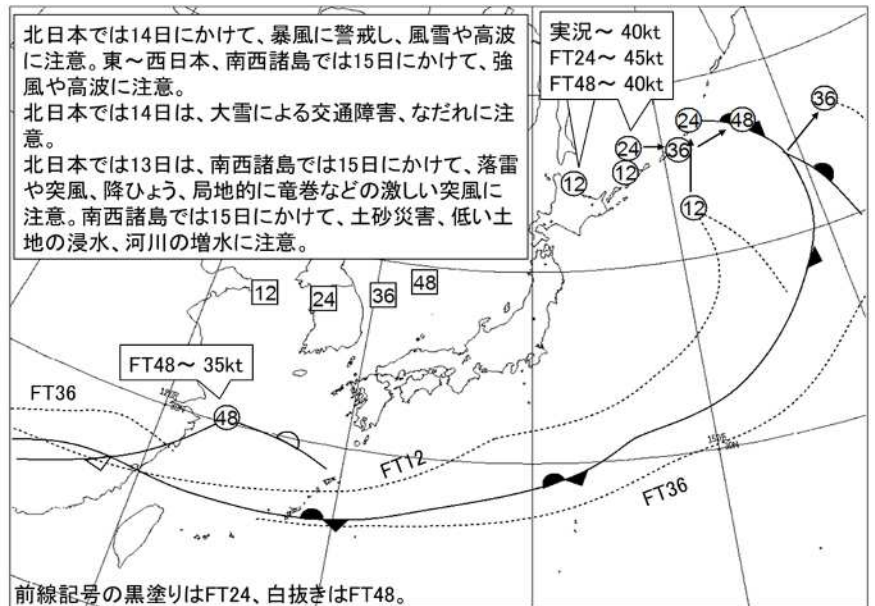 北日本では14日にかけて、暴風に警戒し、風雪や高波
に注意。東～西日本、南西諸島では15日にかけて、強
風や高波に注意。
北日本では14日は、大雪による交通障害、なだれに注
意。
北日本では13日は、南西諸島では15日にかけて、落雷
や突風、降ひょう、局地的に竜巻などの激しい突風に
注意。南西諸島では15日にかけて、土砂災害、低い土
地の浸水、河川の増水に注意。
実況～ 40kt
FT24～ 45kt
FT48～ 40kt
36
24
48
24
36
12
12
12
12
24
36
48
FT48～ 35kt
FT36
48
FT12
FT36
前線記号の黒塗りはFT24、白抜きはFT48。